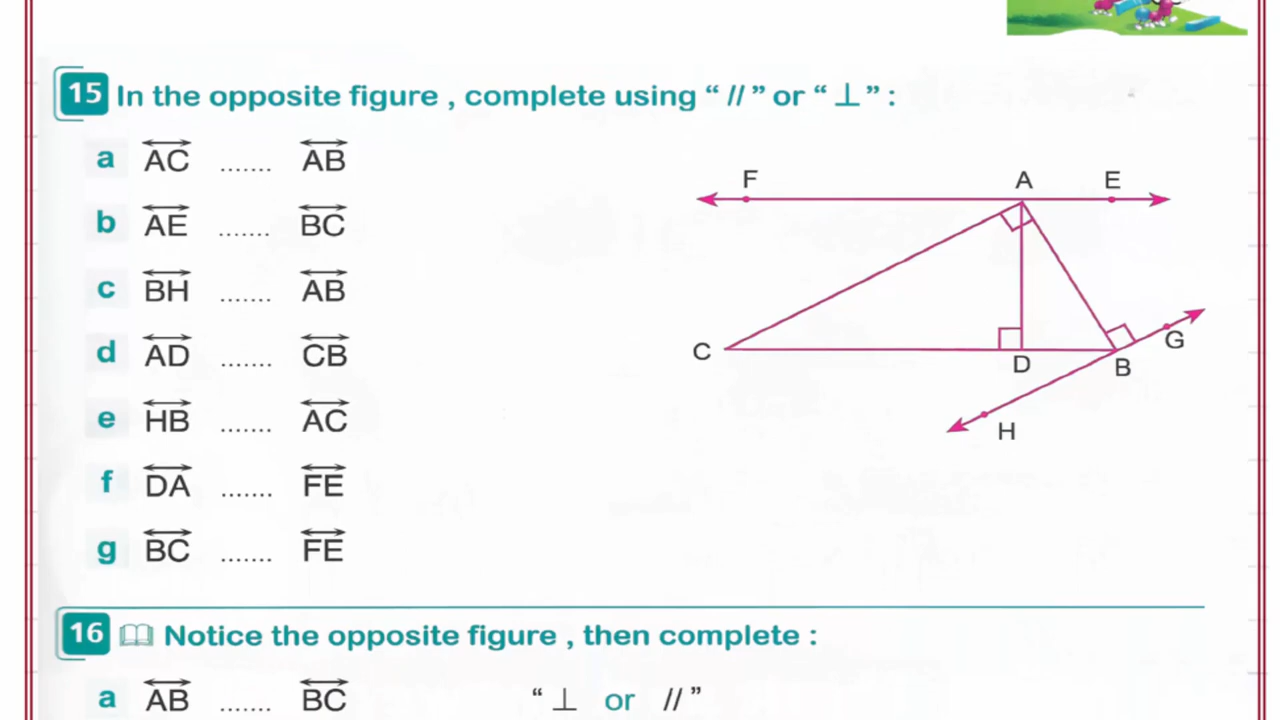 15 In the opposite figure , complete using “ // ” or “ ⊥ ” :
a AC ....... AB
b AE ....... BC
c BH ....... AB
d AD ....... CB
e HB ....... AC
f DA ....... FE
g BC ....... FE
F A E
C D B G
H
16 Notice the opposite figure , then complete :
a AB ....... BC “ ⊥ or // ”